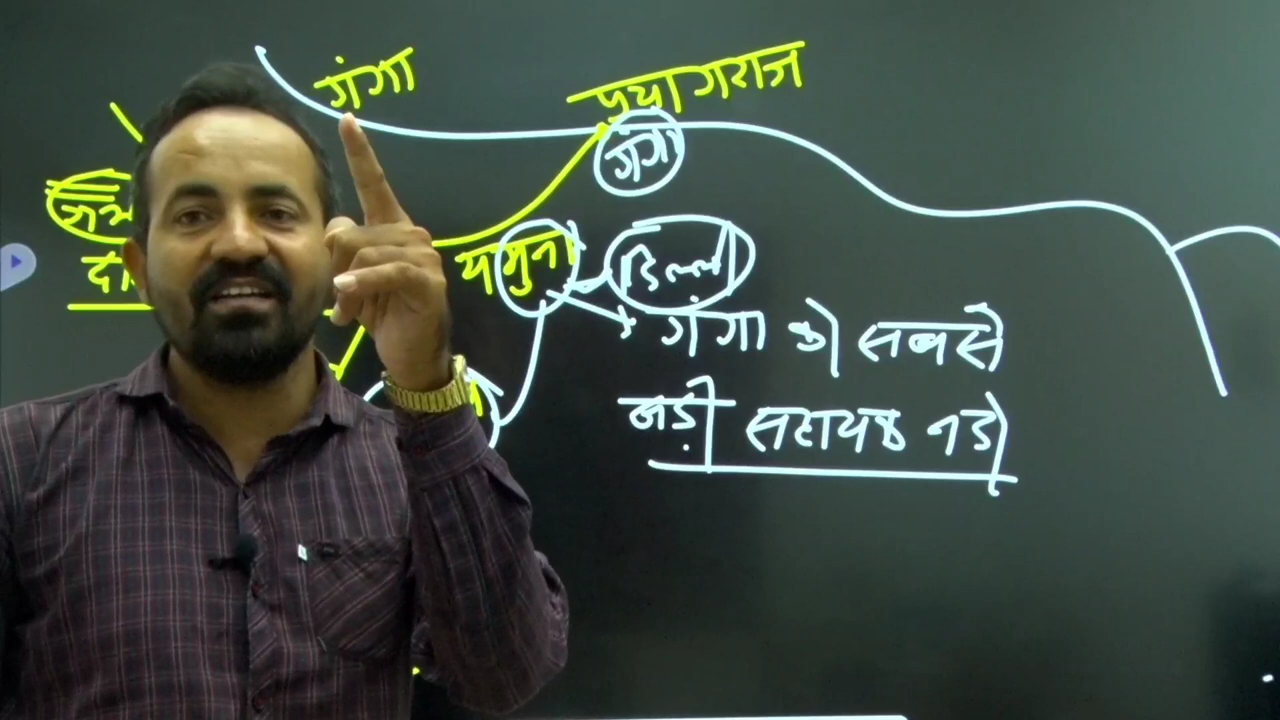 गंगा
प्रयागराज
गंगा
यमुना
दिल्ली
गंगा की सबसे
बड़ी सहायक नदी